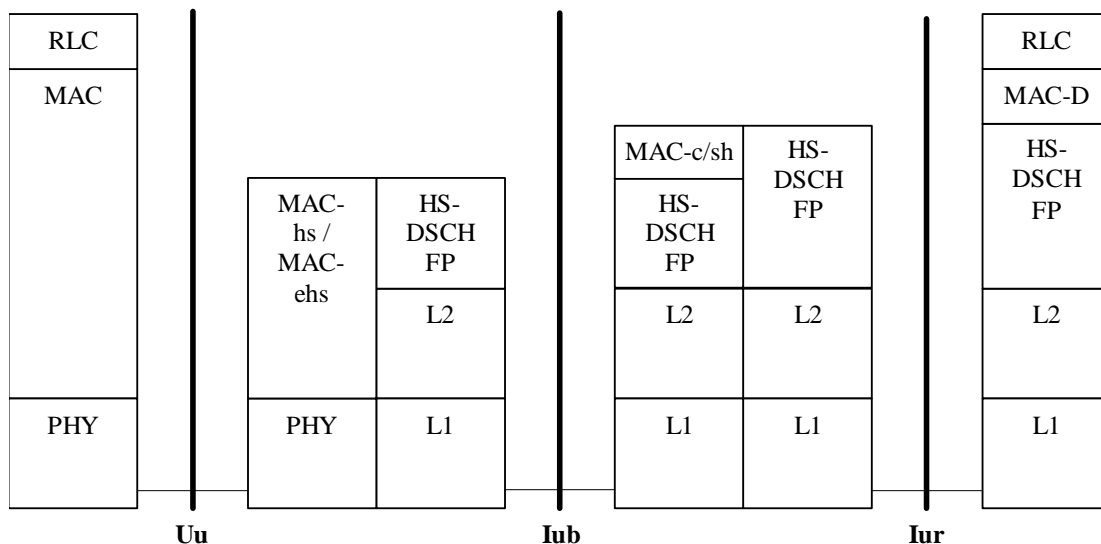 RLC
MAC
PHY
MAC-
hs /
MAC-
ehs
PHY
HS-
DSCH
FP
L2
L1
MAC-c/sh
HS-
DSCH
FP
L2
L1
HS-
DSCH
FP
L2
L1
RLC
MAC-D
HS-
DSCH
FP
L2
L1
Uu
Iub
Iur